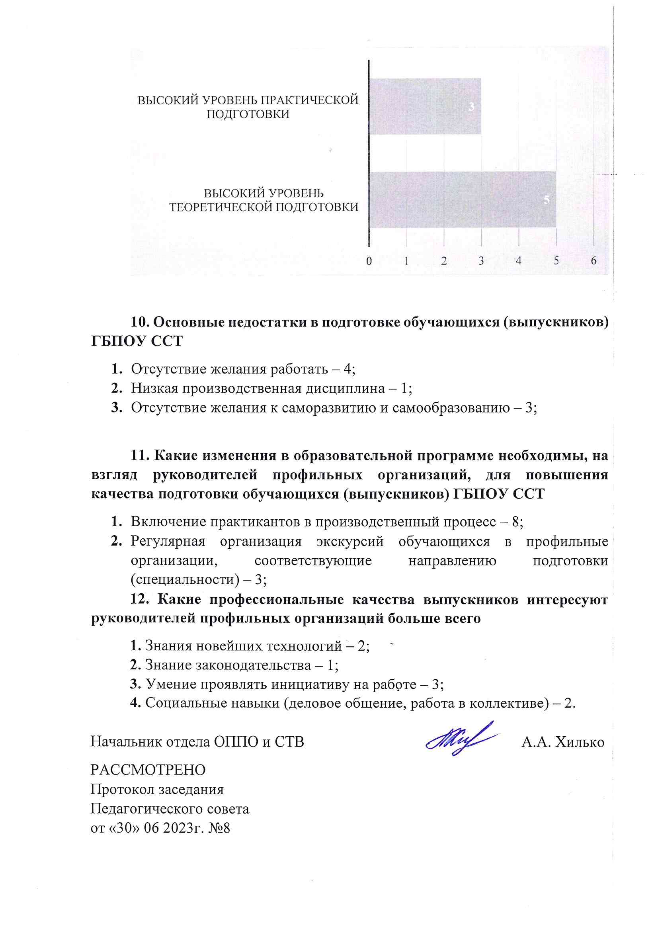 ВЫСОКИЙ УРОВЕНЬ ПРАКТИЧЕСКОЙ
ПОДГОТОВКИ
3
ВЫСОКИЙ УРОВЕНЬ
ТЕОРЕТИЧЕСКОЙ ПОДГОТОВКИ
5
0 1 2 3 4 5 6
10. Основные недостатки в подготовке обучающихся (выпускников)
ГБПОУ ССТ
1. Отсутствие желания работать – 4;
2. Низкая производственная дисциплина – 1;
3. Отсутствие желания к саморазвитию и самообразованию – 3;
11. Какие изменения в образовательной программе необходимы, на
взгляд руководителей профильных организаций, для повышения
качества подготовки обучающихся (выпускников) ГБПОУ ССТ
1. Включение практикантов в производственный процесс – 8;
2. Регулярная организация экскурсий обучающихся в профильные
организации, соответствующие направлению подготовки
(специальности) – 3;
12. Какие профессиональные качества выпускников интересуют
руководителей профильных организаций больше всего
1. Знания новейших технологий – 2;
2. Знание законодательства – 1;
3. Умение проявлять инициативу на работе – 3;
4. Социальные навыки (деловое общение, работа в коллективе) – 2.
Начальник отдела ОППО и СТВ А.А. Хилько
РАССМОТРЕНО
Протокол заседания
Педагогического совета
от «30» 06 2023г. №8